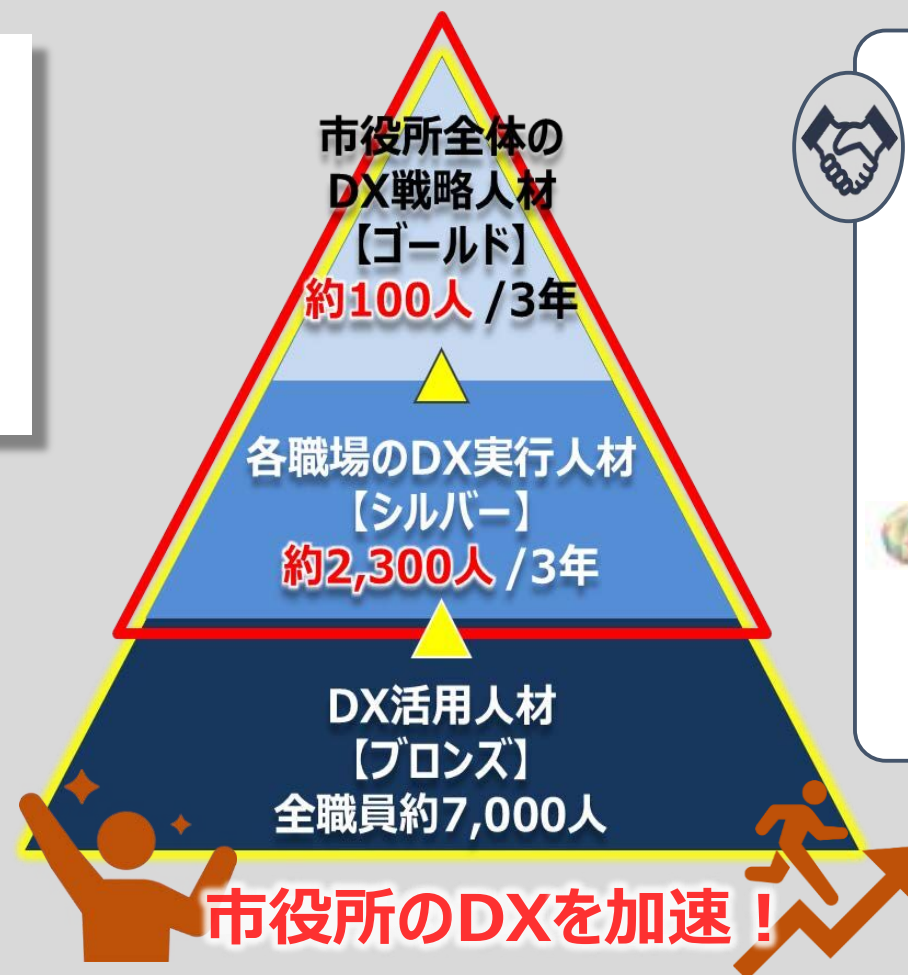 市役所全体の
DX戦略人材
【ゴールド】
約100人 /3年
各職場のDX実行人材
【シルバー】
約2,300人 /3年
DX活用人材
【ブロンズ】
全職員約7,000人
市役所のDXを加速！